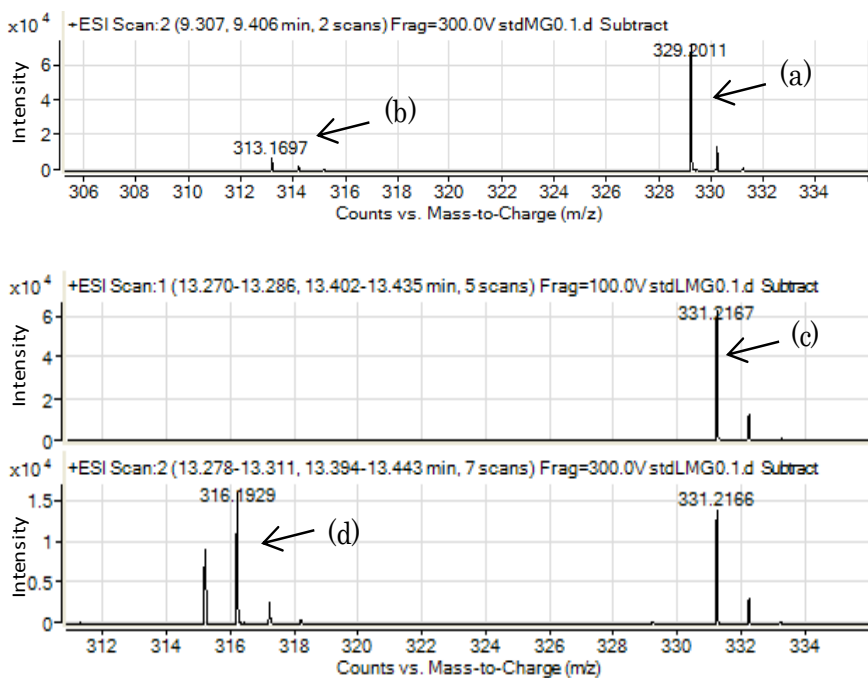 x10⁴ +ESI Scan:2 (9.307, 9.406 min, 2 scans) Frag=300.0V stdMG0.1.d Subtract
329.2011
(a)
(b)
313.1697
Intensity
6
4
2
0
306 308 310 312 314 316 318 320 322 324 326 328 330 332 334
Counts vs. Mass-to-Charge (m/z)
x10⁴ +ESI Scan:1 (13.270-13.286, 13.402-13.435 min, 5 scans) Frag=100.0V stdLMG0.1.d Subtract
331.2167
(c)
Intensity
6
4
2
0
x10⁴ +ESI Scan:2 (13.278-13.311, 13.394-13.443 min, 7 scans) Frag=300.0V stdLMG0.1.d Subtract
316.1929
331.2166
(d)
Intensity
1.5
1
0.5
0
312 314 316 318 320 322 324 326 328 330 332 334
Counts vs. Mass-to-Charge (m/z)